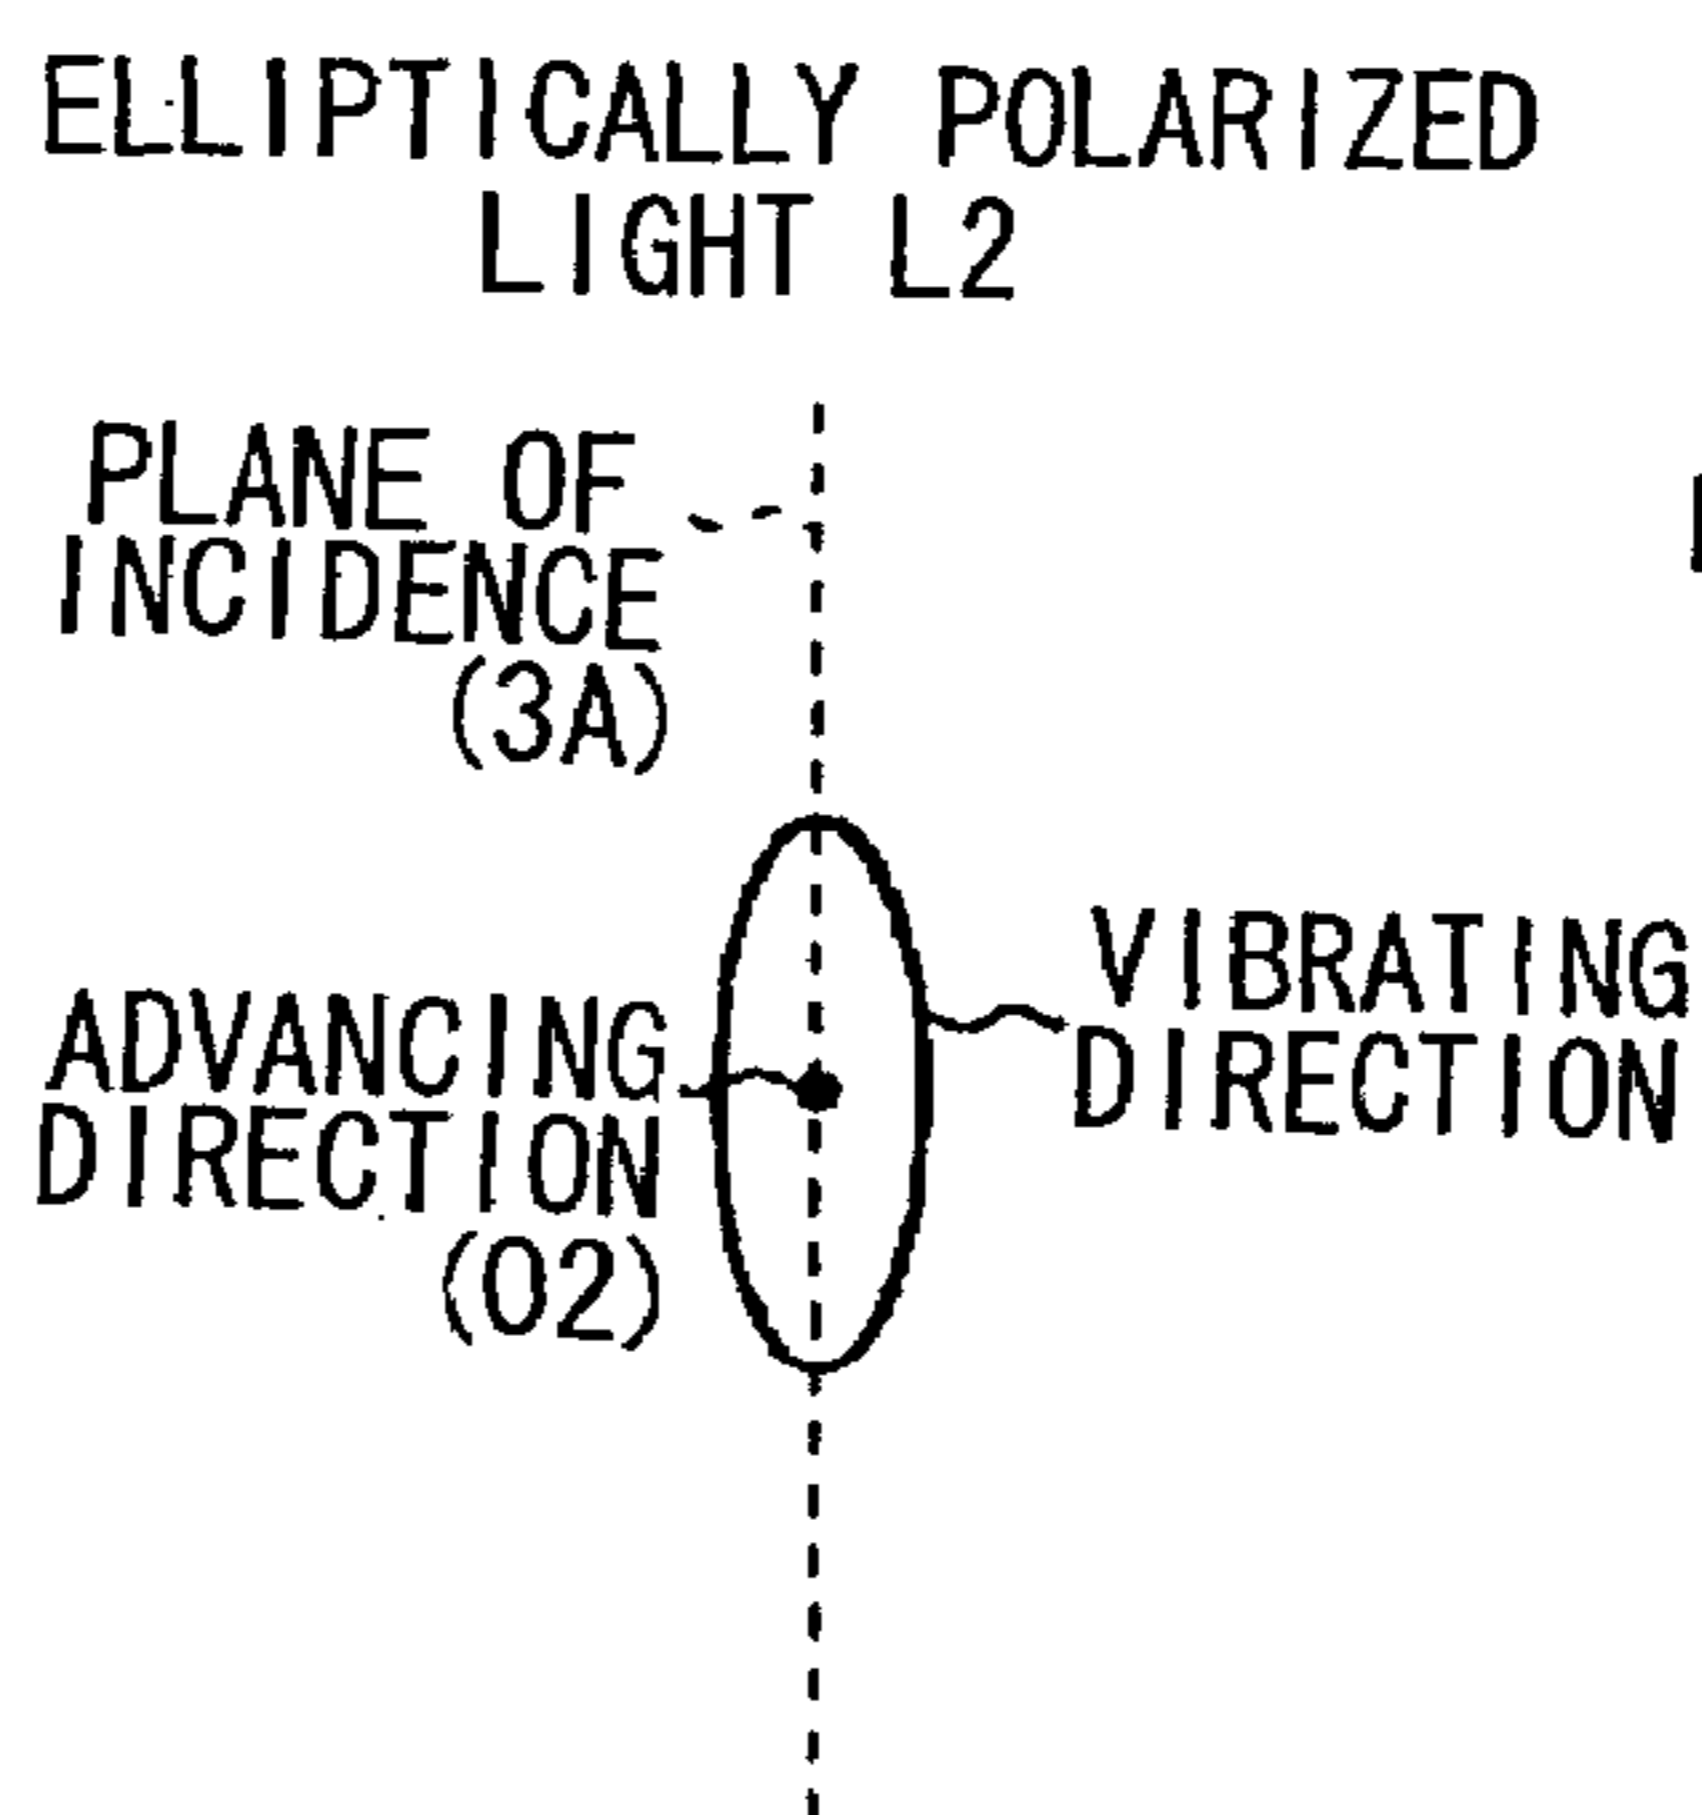 ELLIPTICALLY POLARIZED
LIGHT L2
PLANE OF
INCIDENCE
(3A)
VIBRATING
DIRECTION
ADVANCING
DIRECTION
(O2)